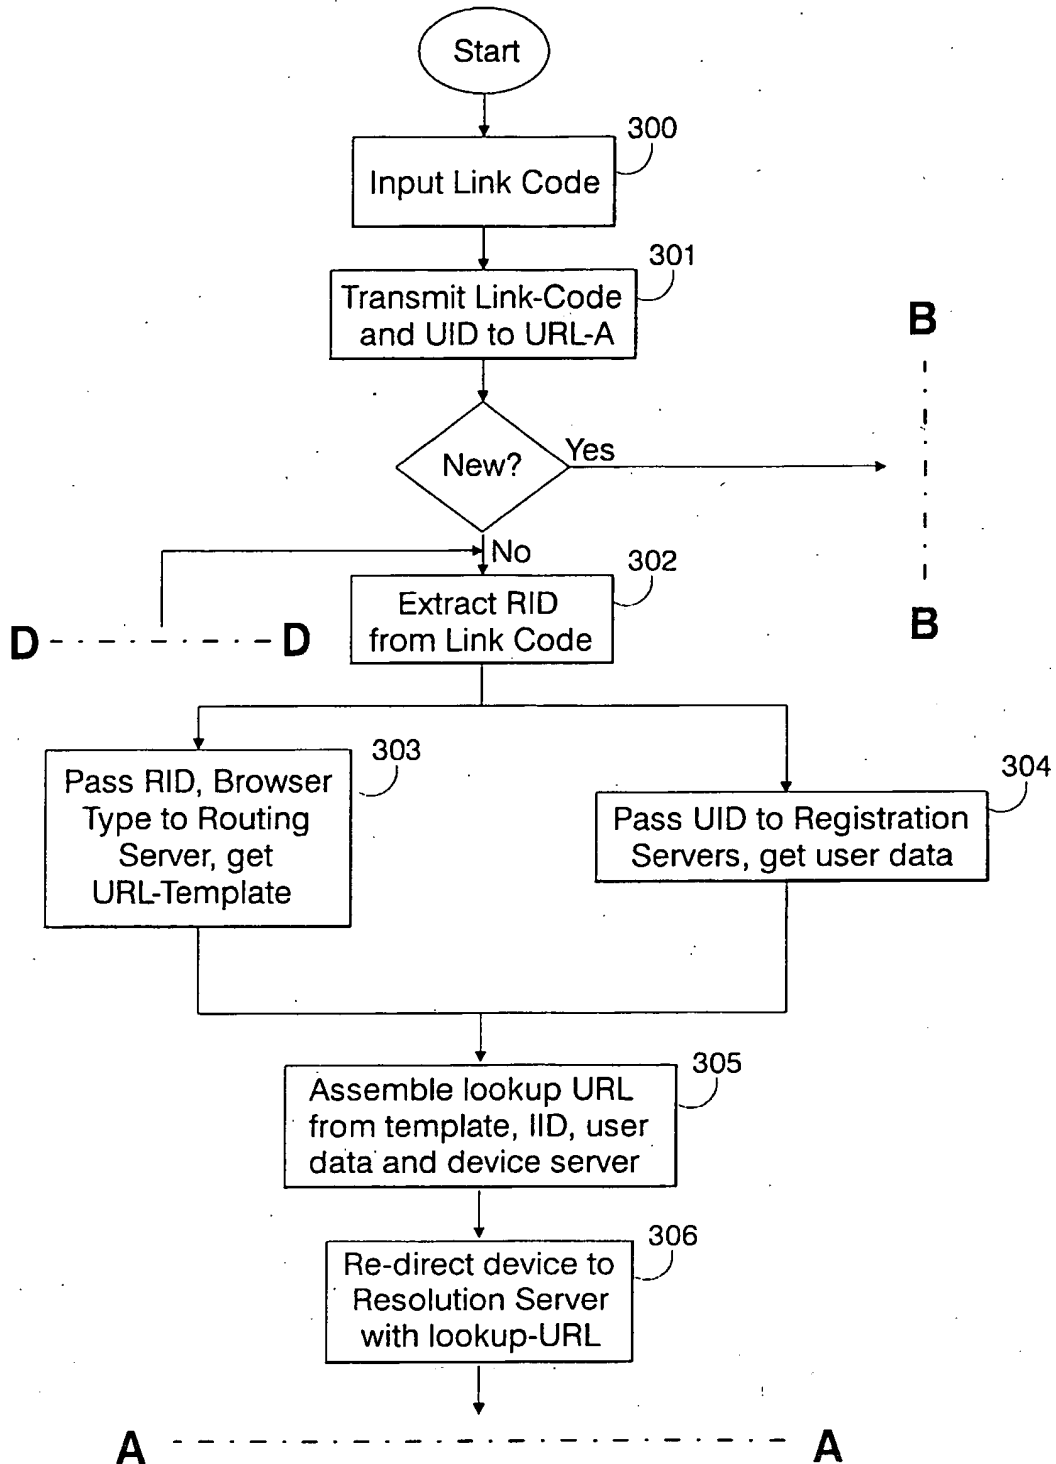 Start
300
Input Link Code
301
Transmit Link-Code
and UID to URL-A
B
New?
Yes
No
302
Extract RID
from Link Code
B
D
D
303
Pass RID, Browser
Type to Routing
Server, get
URL-Template
304
Pass UID to Registration
Servers, get user data
305
Assemble lookup URL
from template, IID, user
data and device server
306
Re-direct device to
Resolution Server
with lookup-URL
A
A